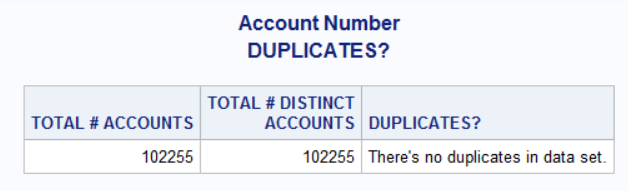 Account Number
DUPLICATES?
TOTAL # ACCOUNTS
TOTAL # DISTINCT
ACCOUNTS
DUPLICATES?
102255
102255
There's no duplicates in data set.